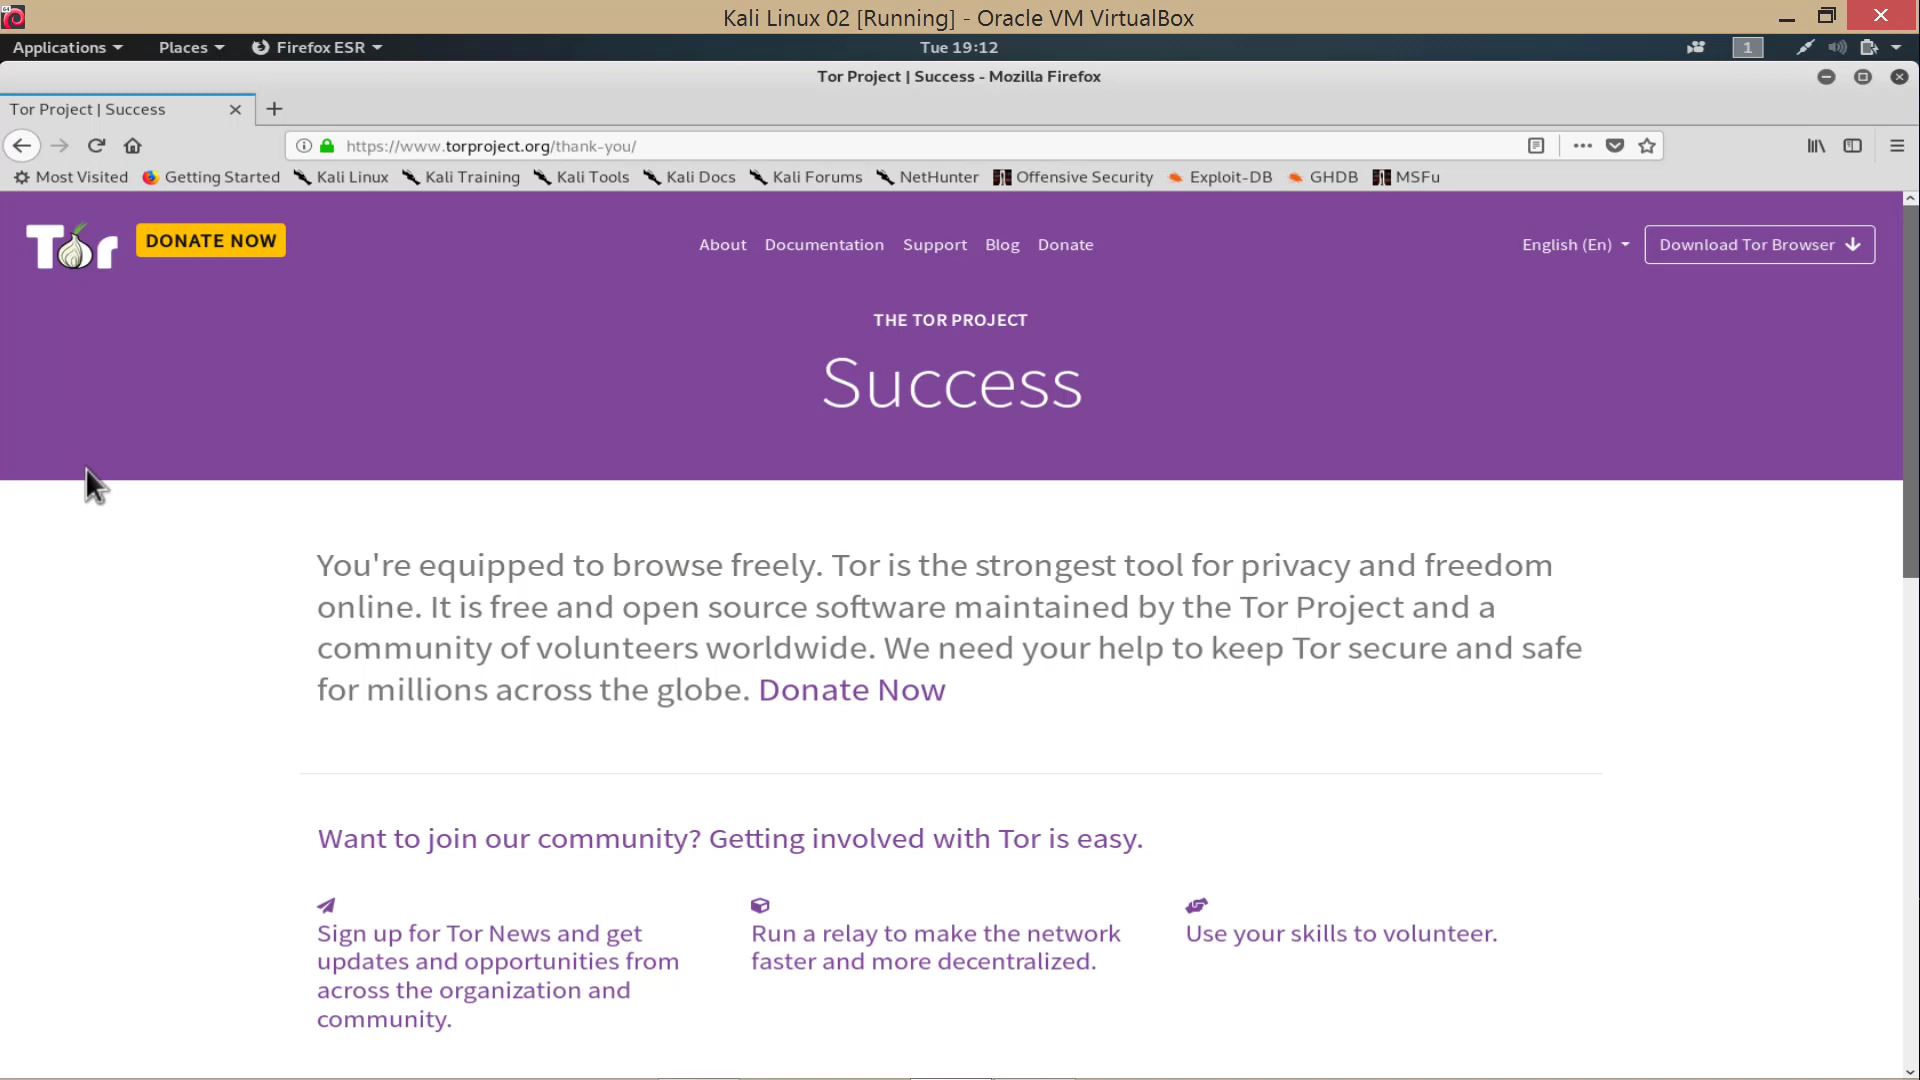 Kali Linux 02 [Running] - Oracle VM VirtualBox
Applications Places Firefox ESR Tue 19:12 1
Tor Project | Success - Mozilla Firefox
Tor Project | Success
https://www.torproject.org/thank-you/
Most Visited Getting Started Kali Linux Kali Training Kali Tools Kali Docs Kali Forums NetHunter Offensive Security Exploit-DB GHDB MSFu
Tor DONATE NOW About Documentation Support Blog Donate English (En) Download Tor Browser
THE TOR PROJECT
Success
You're equipped to browse freely. Tor is the strongest tool for privacy and freedom
online. It is free and open source software maintained by the Tor Project and a
community of volunteers worldwide. We need your help to keep Tor secure and safe
for millions across the globe. Donate Now
Want to join our community? Getting involved with Tor is easy.
Sign up for Tor News and get
updates and opportunities from
across the organization and
community.
Run a relay to make the network
faster and more decentralized.
Use your skills to volunteer.